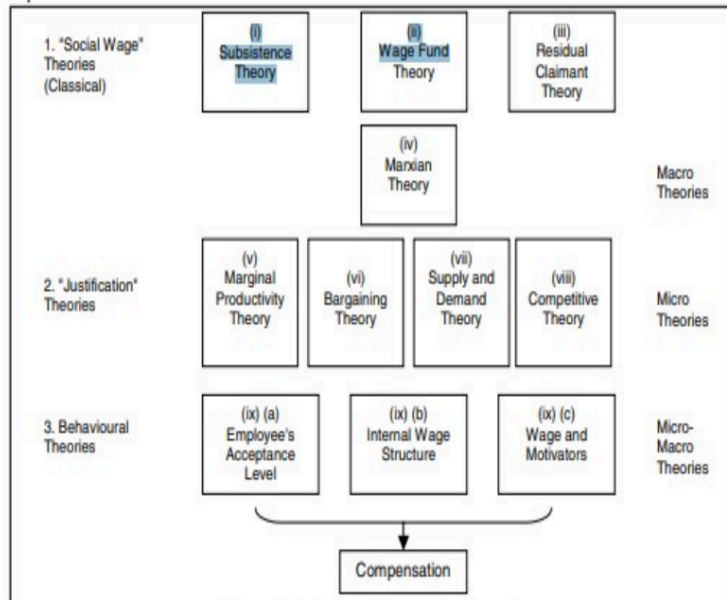 1. "Social Wage"
Theories
(Classical)
(i)
Subsistence
Theory
(ii)
Wage Fund
Theory
(iii)
Residual
Claimant
Theory
(iv)
Marxian
Theory
Macro
Theories
2. "Justification"
Theories
(v)
Marginal
Productivity
Theory
(vi)
Bargaining
Theory
(vii)
Supply and
Demand
Theory
(viii)
Competitive
Theory
Micro
Theories
3. Behavioural
Theories
(ix) (a)
Employee's
Acceptance
Level
(ix) (b)
Internal Wage
Structure
(ix) (c)
Wage and
Motivators
Micro-
Macro
Theories
Compensation